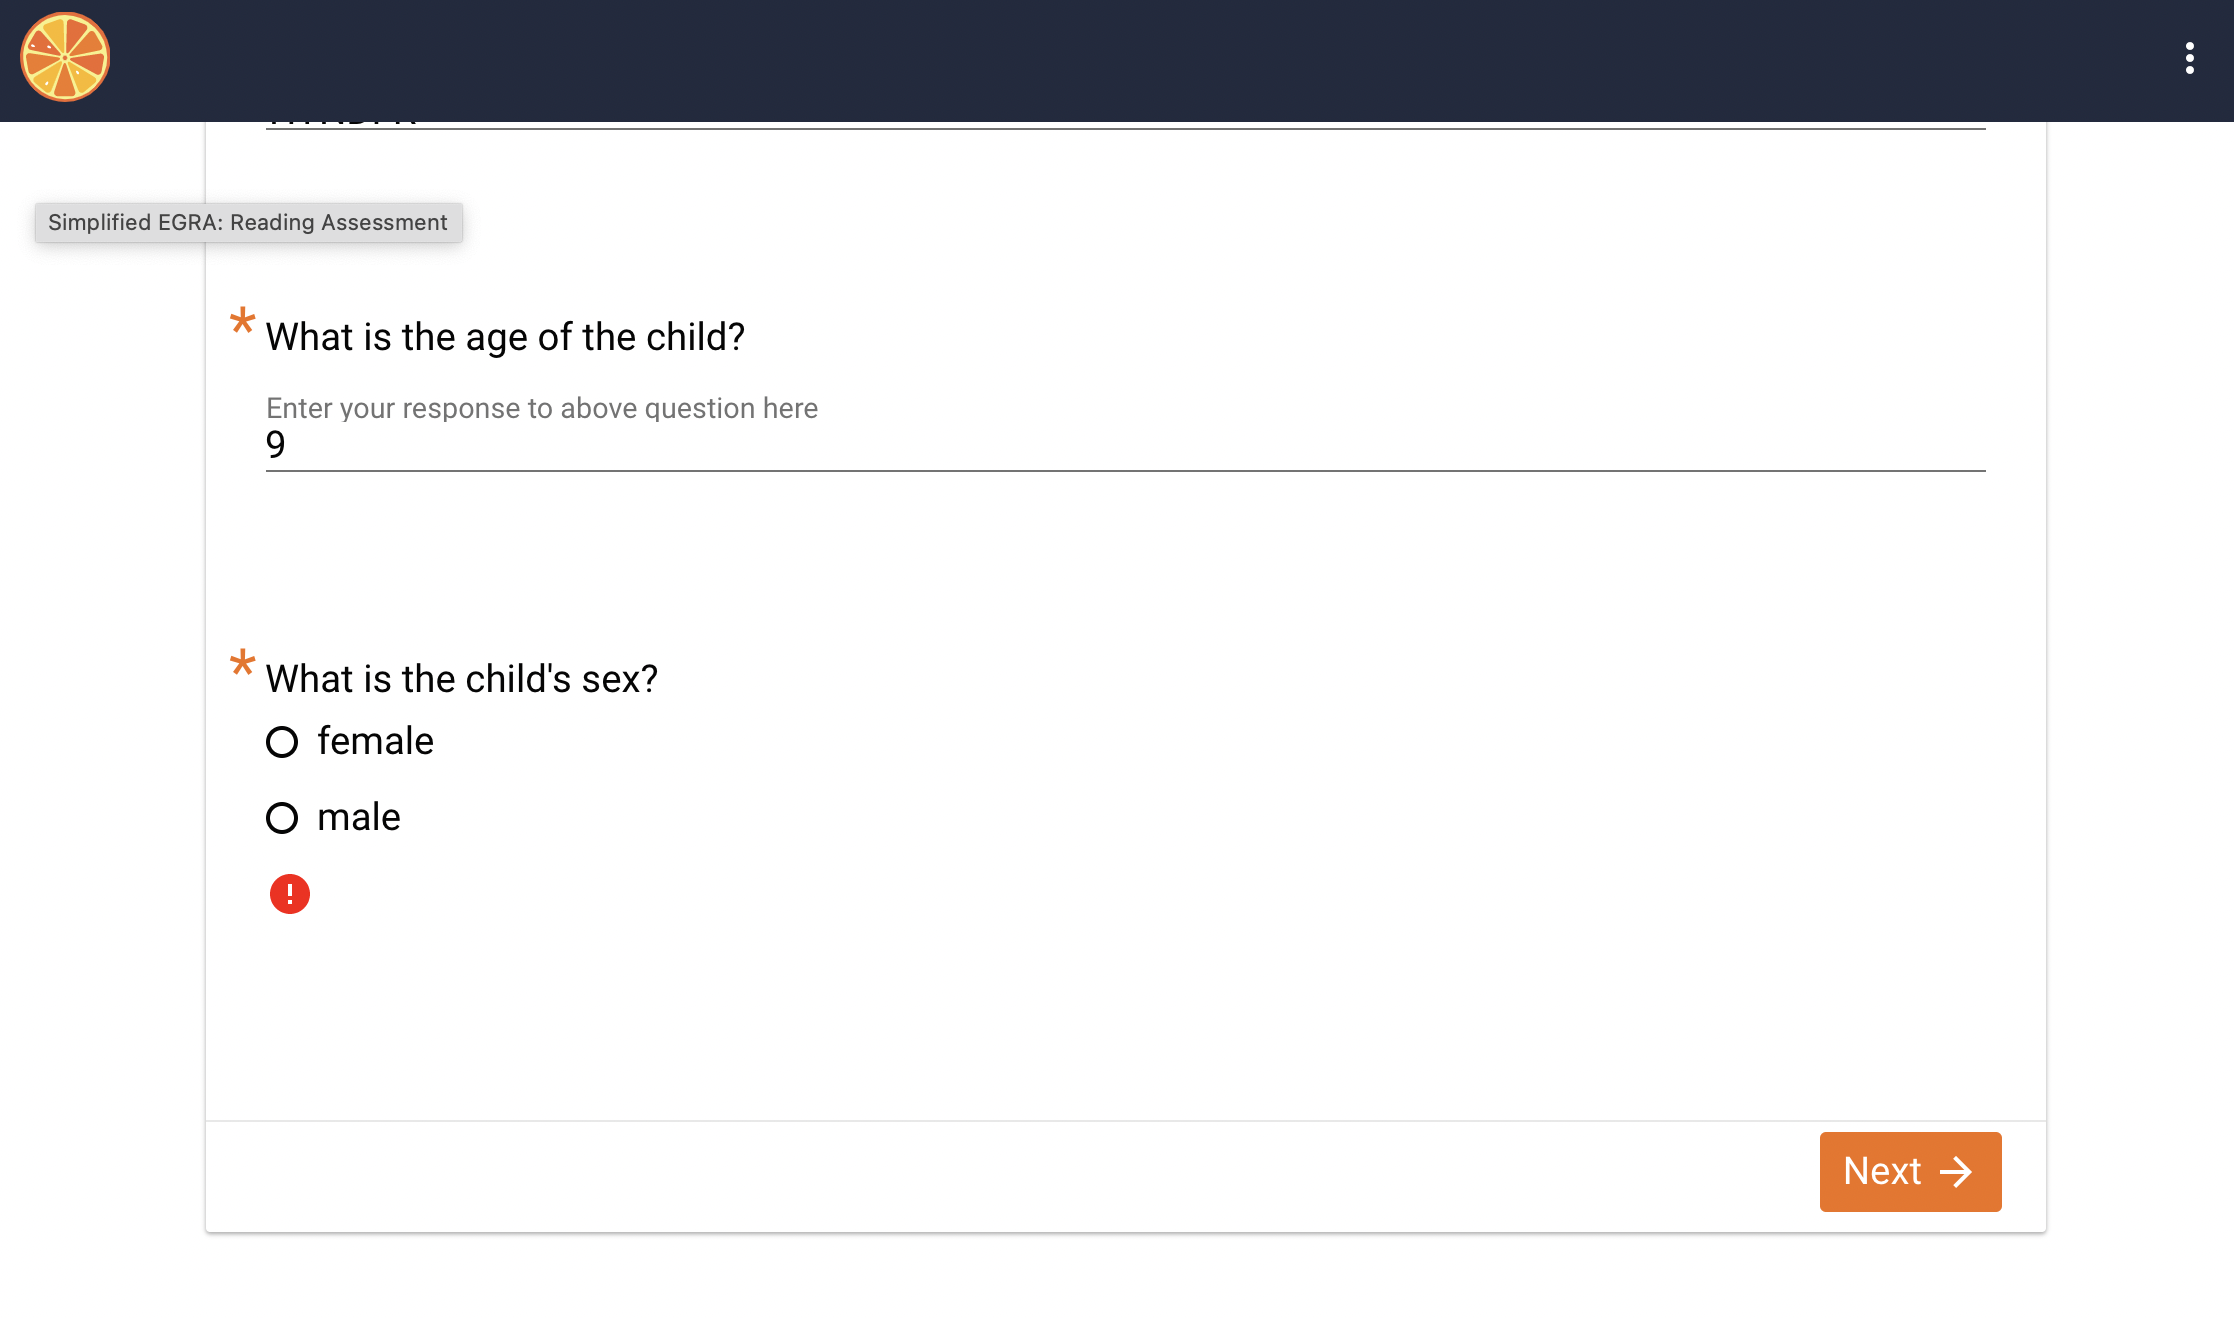 Simplified EGRA: Reading Assessment
* What is the age of the child?
Enter your response to above question here
9
* What is the child's sex?
female
male
!
Next →